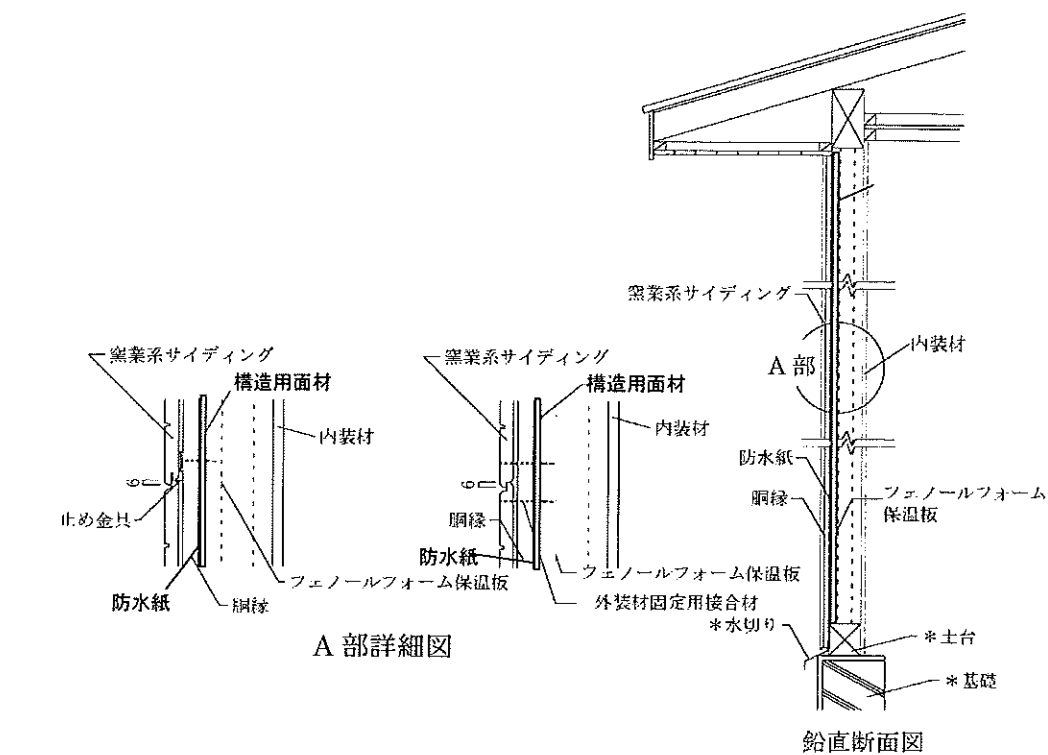 窯業系サイディング
構造用面材
内装材
6
止め金具
防水紙
胴縁
フェノールフォーム保温板
窯業系サイディング
構造用面材
内装材
6
胴縁
防水紙
フェノールフォーム保温板
外装材固定用接合材
A 部詳細図
窯業系サイディング
A 部
内装材
防水紙
胴縁
フェノールフォーム
保温板
*水切り
*土台
*基礎
鉛直断面図